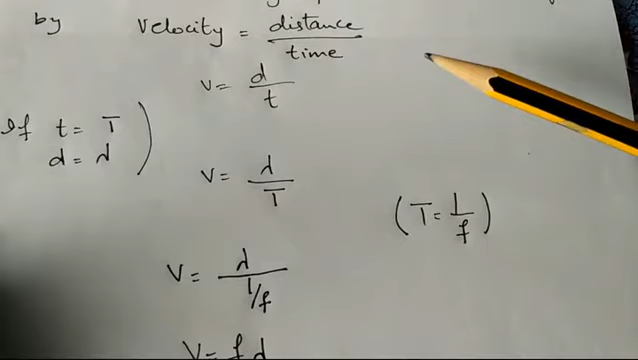 by Velocity = distance / time
V = d / t
If t = T
d = λ )
V = λ / T
( T = 1 / f )
V = λ / 1/f
V = f λ